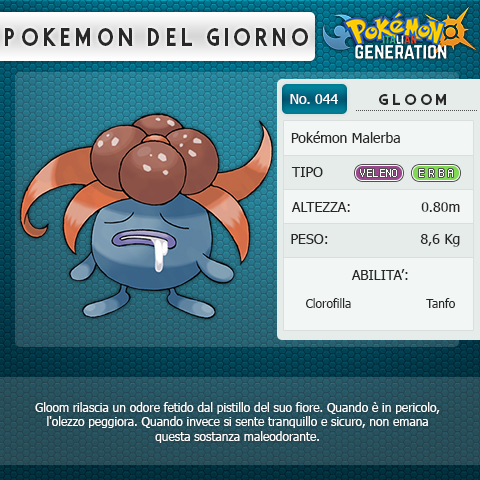 POKEMON DEL GIORNO
POKéMON
ITALIAN
GENERATION
No. 044
GLOOM
Pokémon Malerba
TIPO VELENO ERBA
ALTEZZA: 0.80m
PESO: 8,6 Kg
ABILITA’:
Clorofilla Tanfo
Gloom rilascia un odore fetido dal pistillo del suo fiore. Quando è in pericolo,
l'olezzo peggiora. Quando invece si sente tranquillo e sicuro, non emana
questa sostanza maleodorante.